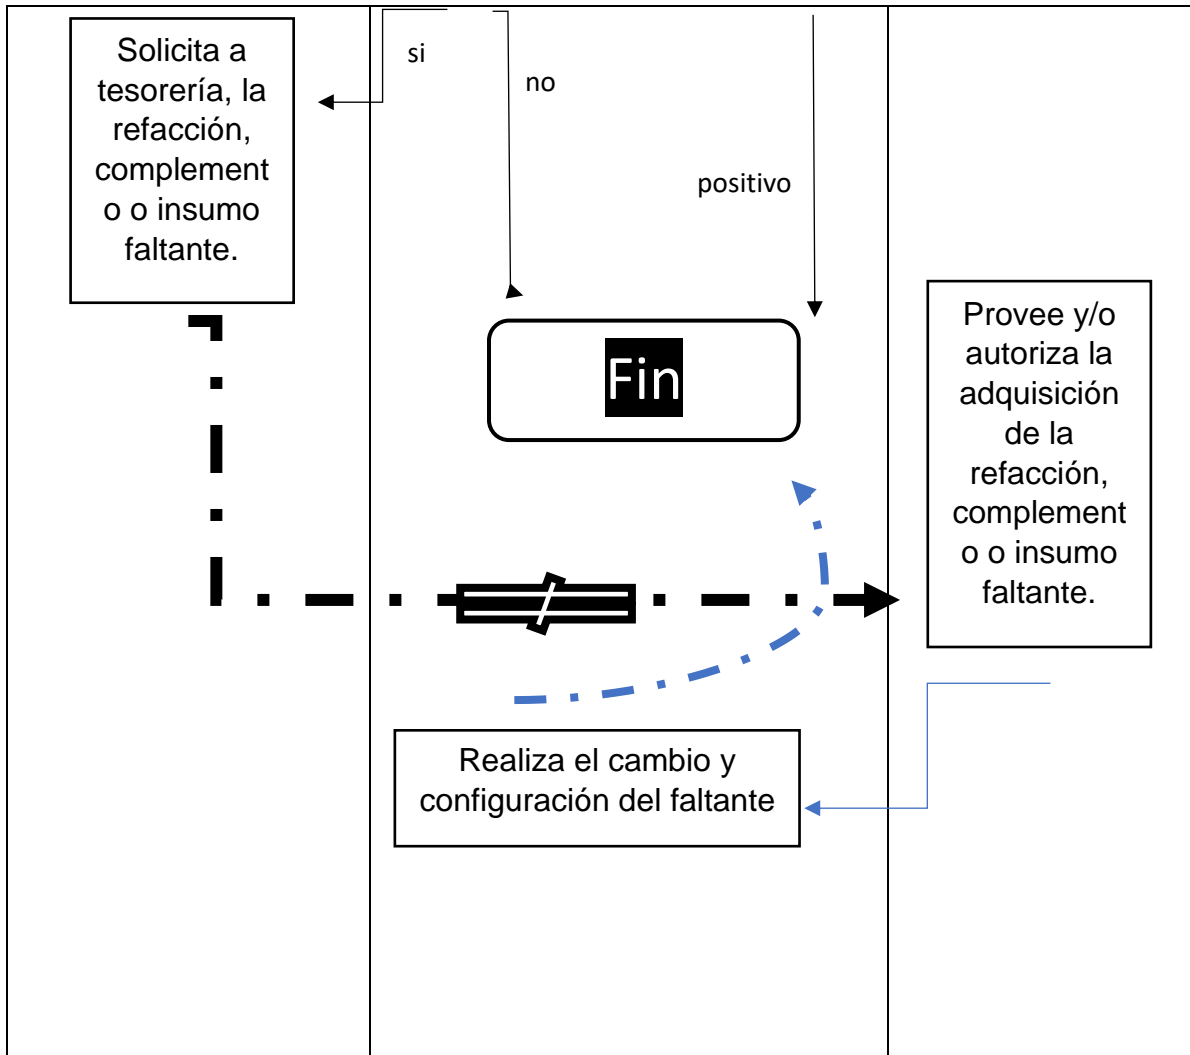 Solicita a
tesorería, la
refacción,
complement
o o insumo
faltante.
si
no
positivo
Fin
Provee y/o
autoriza la
adquisición
de la
refacción,
complement
o o insumo
faltante.
Realiza el cambio y
configuración del faltante